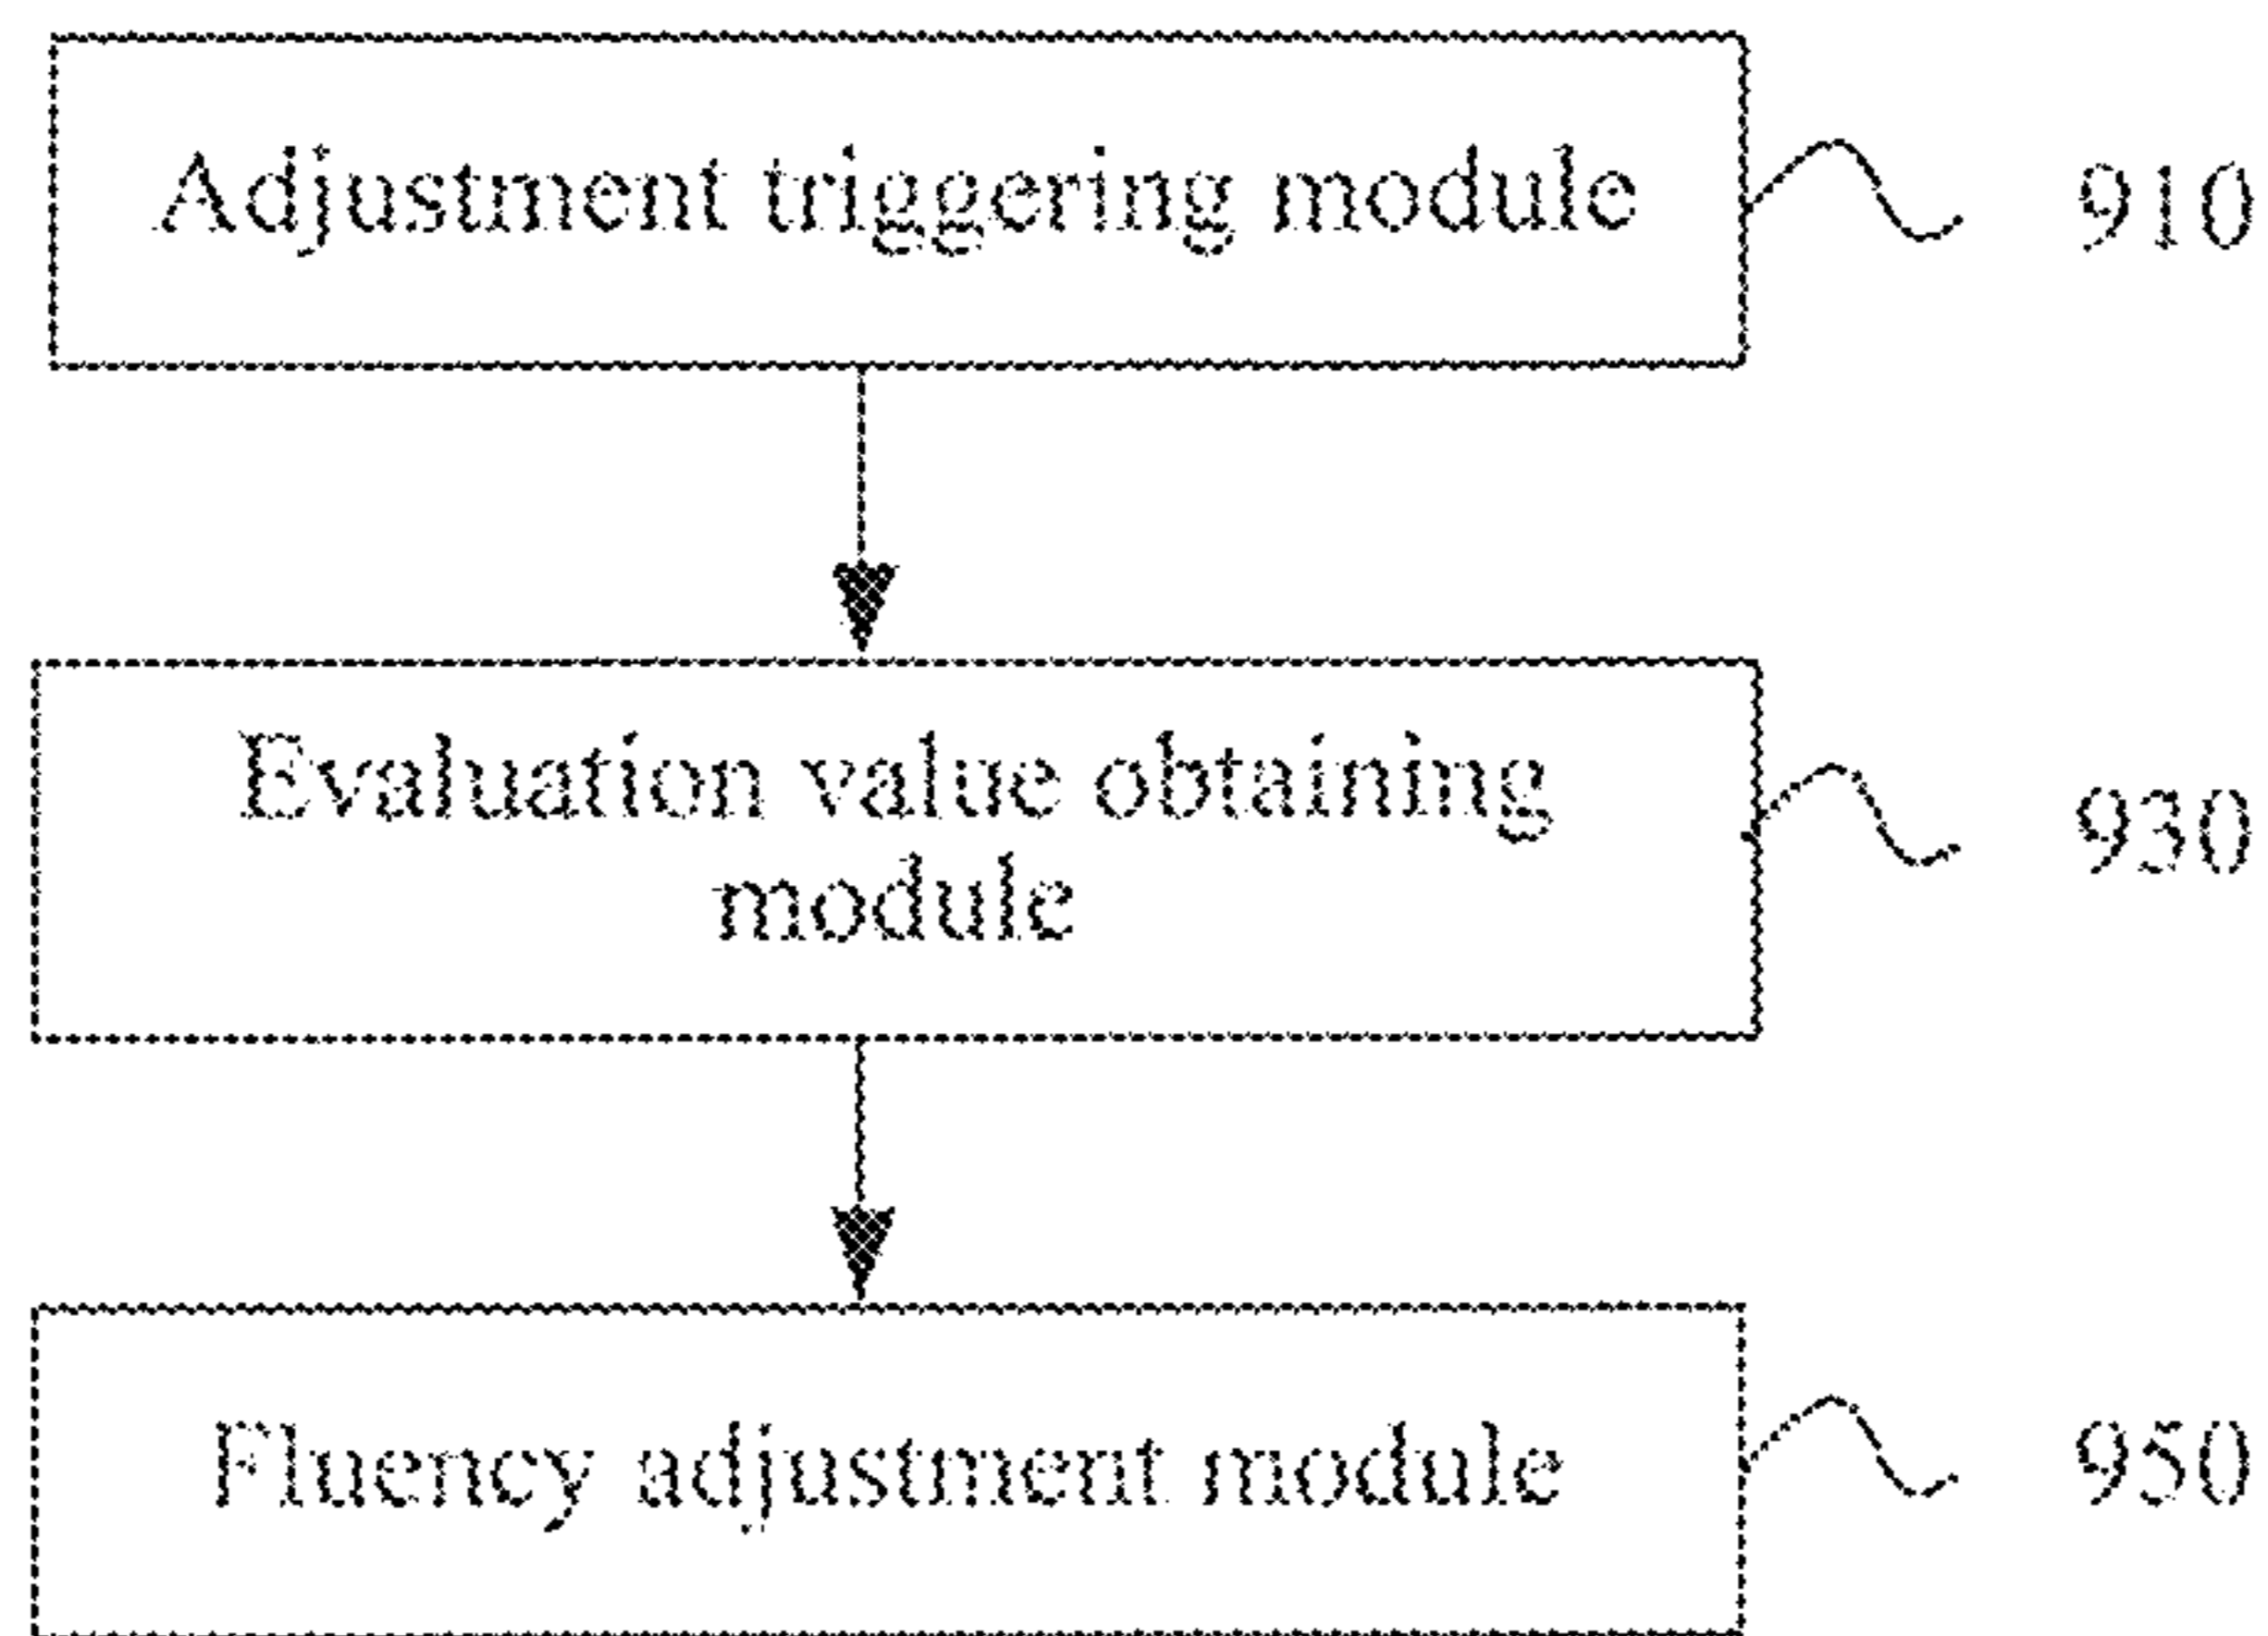 Adjustment triggering module
910
Evaluation value obtaining
module
930
Fluency adjustment module
950